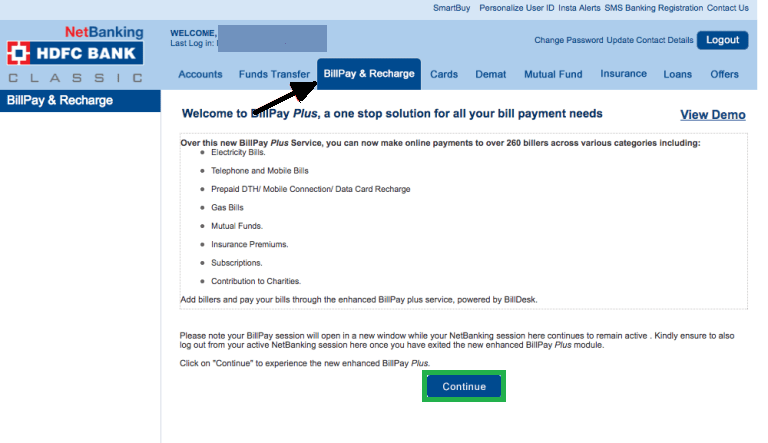 SmartBuy Personalize User ID Insta Alerts SMS Banking Registration Contact Us
NetBanking
HDFC BANK
CLASSIC
WELCOME,
Last Log in:
Change Password Update Contact Details Logout
Accounts Funds Transfer BillPay & Recharge Cards Demat Mutual Fund Insurance Loans Offers
BillPay & Recharge
Welcome to BillPay Plus, a one stop solution for all your bill payment needs
View Demo
Over this new BillPay Plus Service, you can now make online payments to over 260 billers across various categories including:
Electricity Bills.
Telephone and Mobile Bills
Prepaid DTH/ Mobile Connection/ Data Card Recharge
Gas Bills
Mutual Funds.
Insurance Premiums.
Subscriptions.
Contribution to Charities.
Add billers and pay your bills through the enhanced BillPay plus service, powered by BillDesk.
Please note your BillPay session will open in a new window while your NetBanking session here continues to remain active . Kindly ensure to also
log out from your active NetBanking session here once you have exited the new enhanced BillPay Plus module.
Click on "Continue" to experience the new enhanced BillPay Plus.
Continue